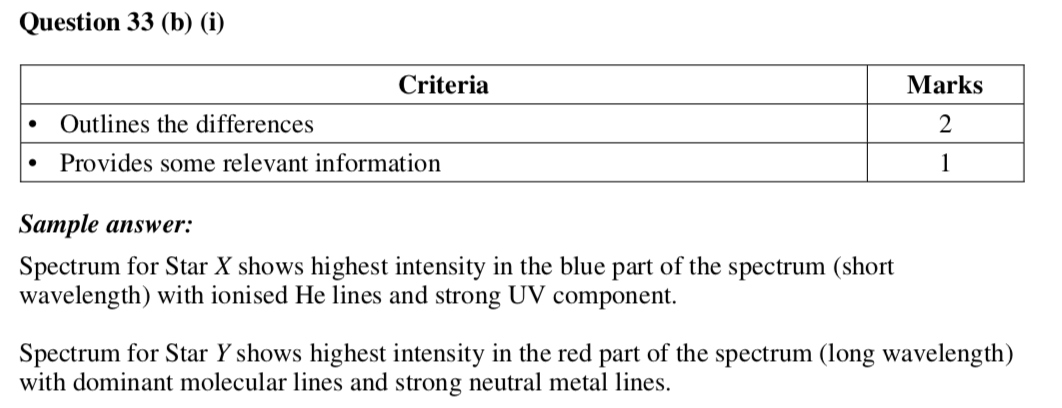 Question 33 (b) (i)
Criteria Marks
• Outlines the differences 2
• Provides some relevant information 1
Sample answer:
Spectrum for Star X shows highest intensity in the blue part of the spectrum (short
wavelength) with ionised He lines and strong UV component.
Spectrum for Star Y shows highest intensity in the red part of the spectrum (long wavelength)
with dominant molecular lines and strong neutral metal lines.